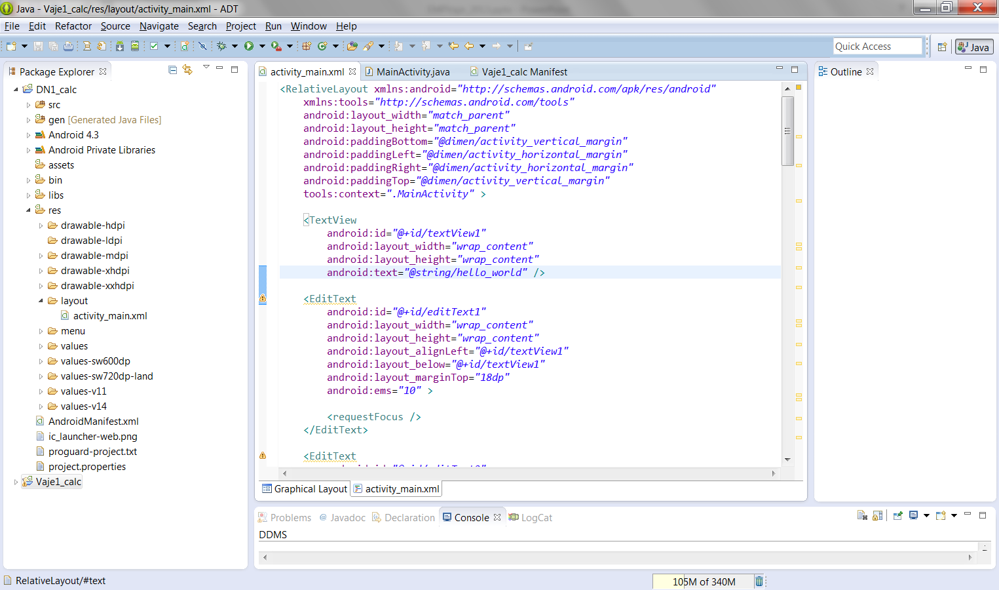 Java - Vaje1_calc/res/layout/activity_main.xml - ADT
File Edit Refactor Source Navigate Search Project Run Window Help
Quick Access
Java
Package Explorer
DN1_calc
src
gen [Generated Java Files]
Android 4.3
Android Private Libraries
assets
bin
libs
res
drawable-hdpi
drawable-ldpi
drawable-mdpi
drawable-xhdpi
drawable-xxhdpi
layout
activity_main.xml
menu
values
values-sw600dp
values-sw720dp-land
values-v11
values-v14
AndroidManifest.xml
ic_launcher-web.png
proguard-project.txt
project.properties
Vaje1_calc
activity_main.xml MainActivity.java Vaje1_calc Manifest
<RelativeLayout xmlns:android="http://schemas.android.com/apk/res/android"
xmlns:tools="http://schemas.android.com/tools"
android:layout_width="match_parent"
android:layout_height="match_parent"
android:paddingBottom="@dimen/activity_vertical_margin"
android:paddingLeft="@dimen/activity_horizontal_margin"
android:paddingRight="@dimen/activity_horizontal_margin"
android:paddingTop="@dimen/activity_vertical_margin"
tools:context=".MainActivity" >
<TextView
android:id="@+id/textView1"
android:layout_width="wrap_content"
android:layout_height="wrap_content"
android:text="@string/hello_world" />
<EditText
android:id="@+id/editText1"
android:layout_width="wrap_content"
android:layout_height="wrap_content"
android:layout_alignLeft="@+id/textView1"
android:layout_below="@+id/textView1"
android:layout_marginTop="18dp"
android:ems="10" >
<requestFocus />
</EditText>
<EditText
Graphical Layout activity_main.xml
Outline
Problems @ Javadoc Declaration Console LogCat
DDMS
RelativeLayout/#text
105M of 340M